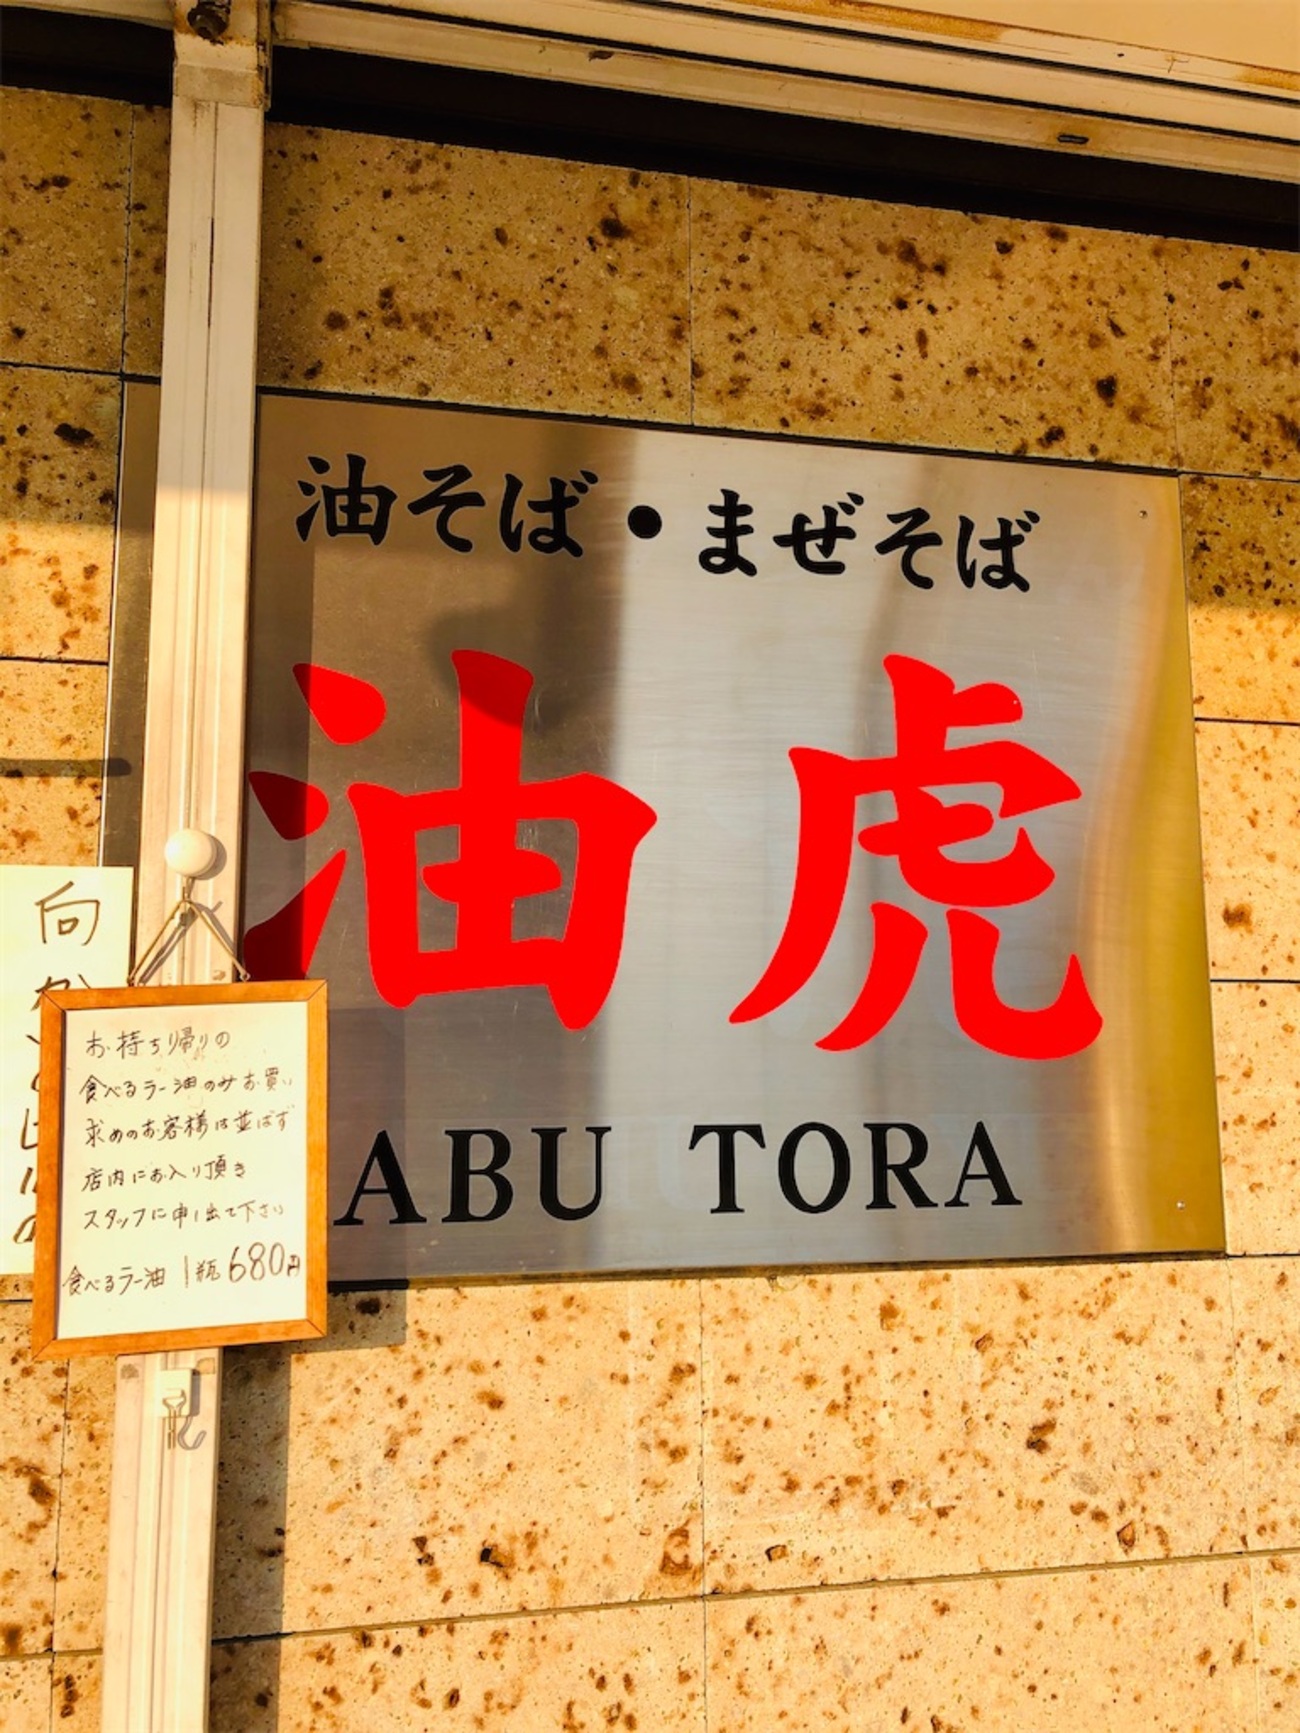 油そば・まぜそば
油虎
ABU TORA
向か
お持ち帰りの
食べるラー油のみお買い
求めのお客様は並ばず
店内にお入り頂き
スタッフに申し出て下さい
食べるラー油 1瓶680円